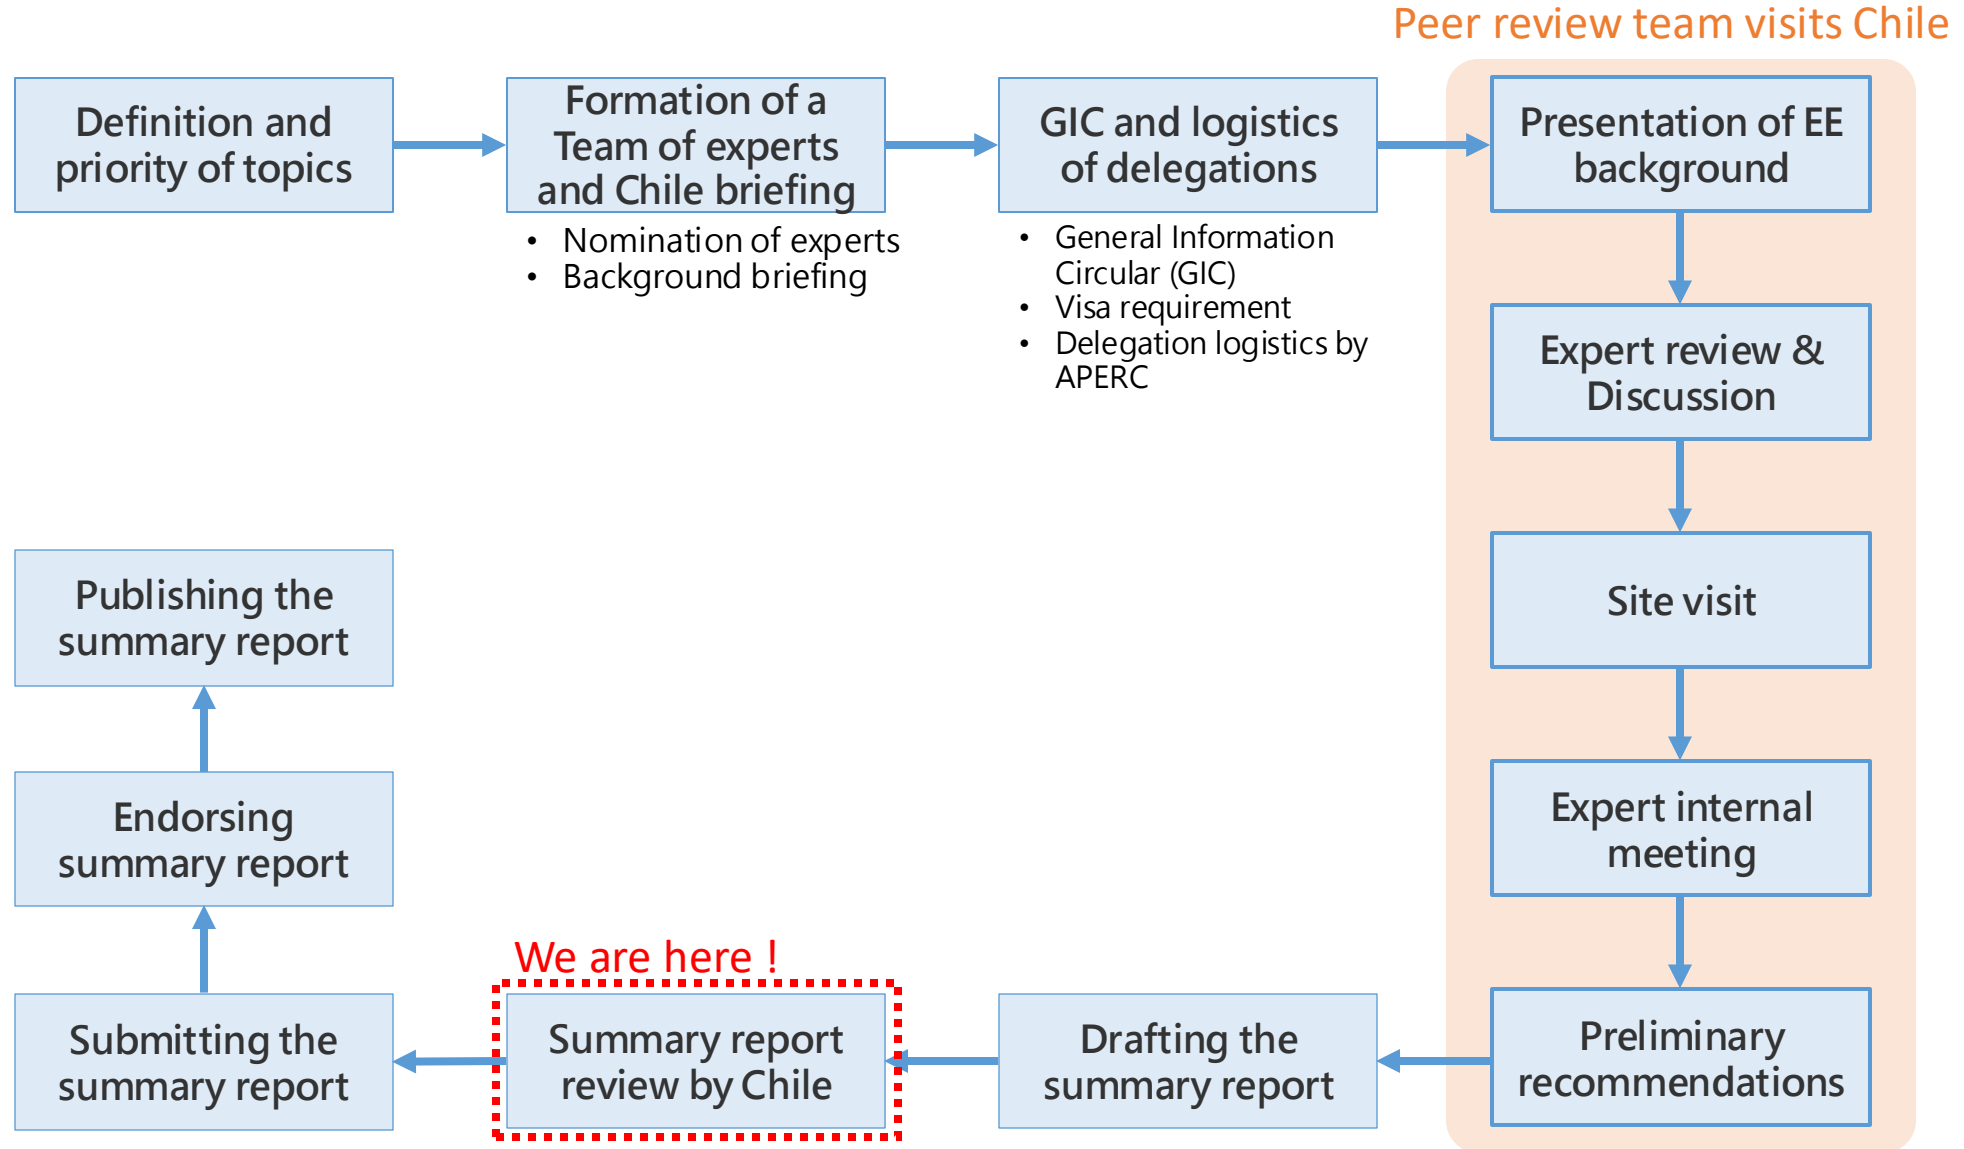 Peer review team visits Chile
Definition and
priority of topics
Formation of a
Team of experts
and Chile briefing
• Nomination of experts
• Background briefing
GIC and logistics
of delegations
• General Information
Circular (GIC)
• Visa requirement
• Delegation logistics by
APERC
Presentation of EE
background
Expert review &
Discussion
Site visit
Expert internal
meeting
Preliminary
recommendations
Drafting the
summary report
We are here !
Summary report
review by Chile
Submitting the
summary report
Endorsing
summary report
Publishing the
summary report